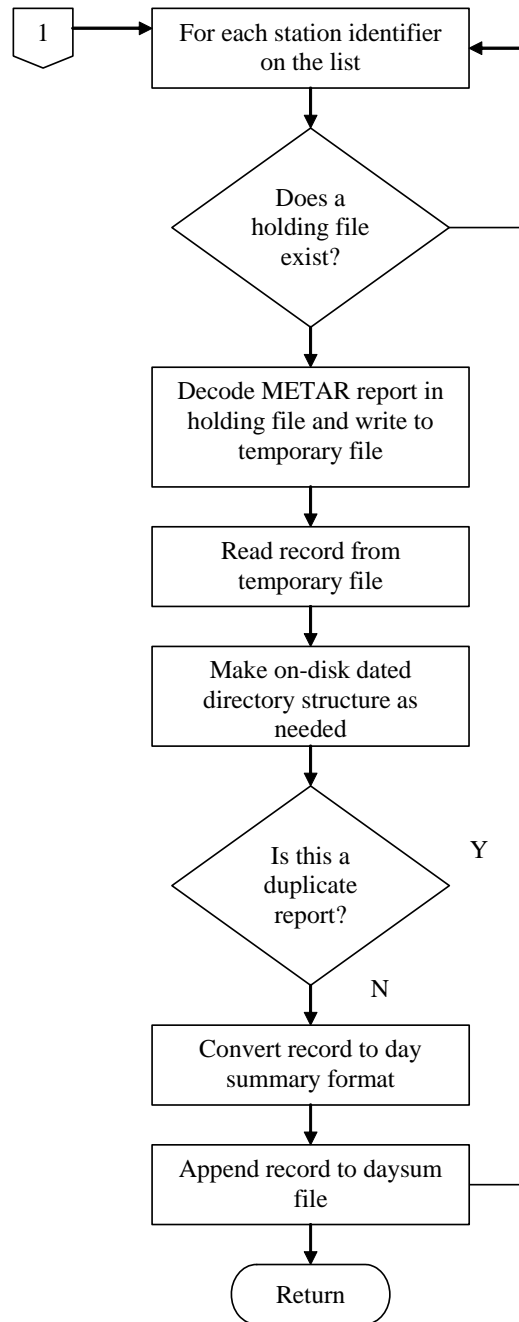 1
For each station identifier
on the list
Does a
holding file
exist?
Decode METAR report in
holding file and write to
temporary file
Read record from
temporary file
Make on-disk dated
directory structure as
needed
Is this a
duplicate
report?
Y
N
Convert record to day
summary format
Append record to daysum
file
Return